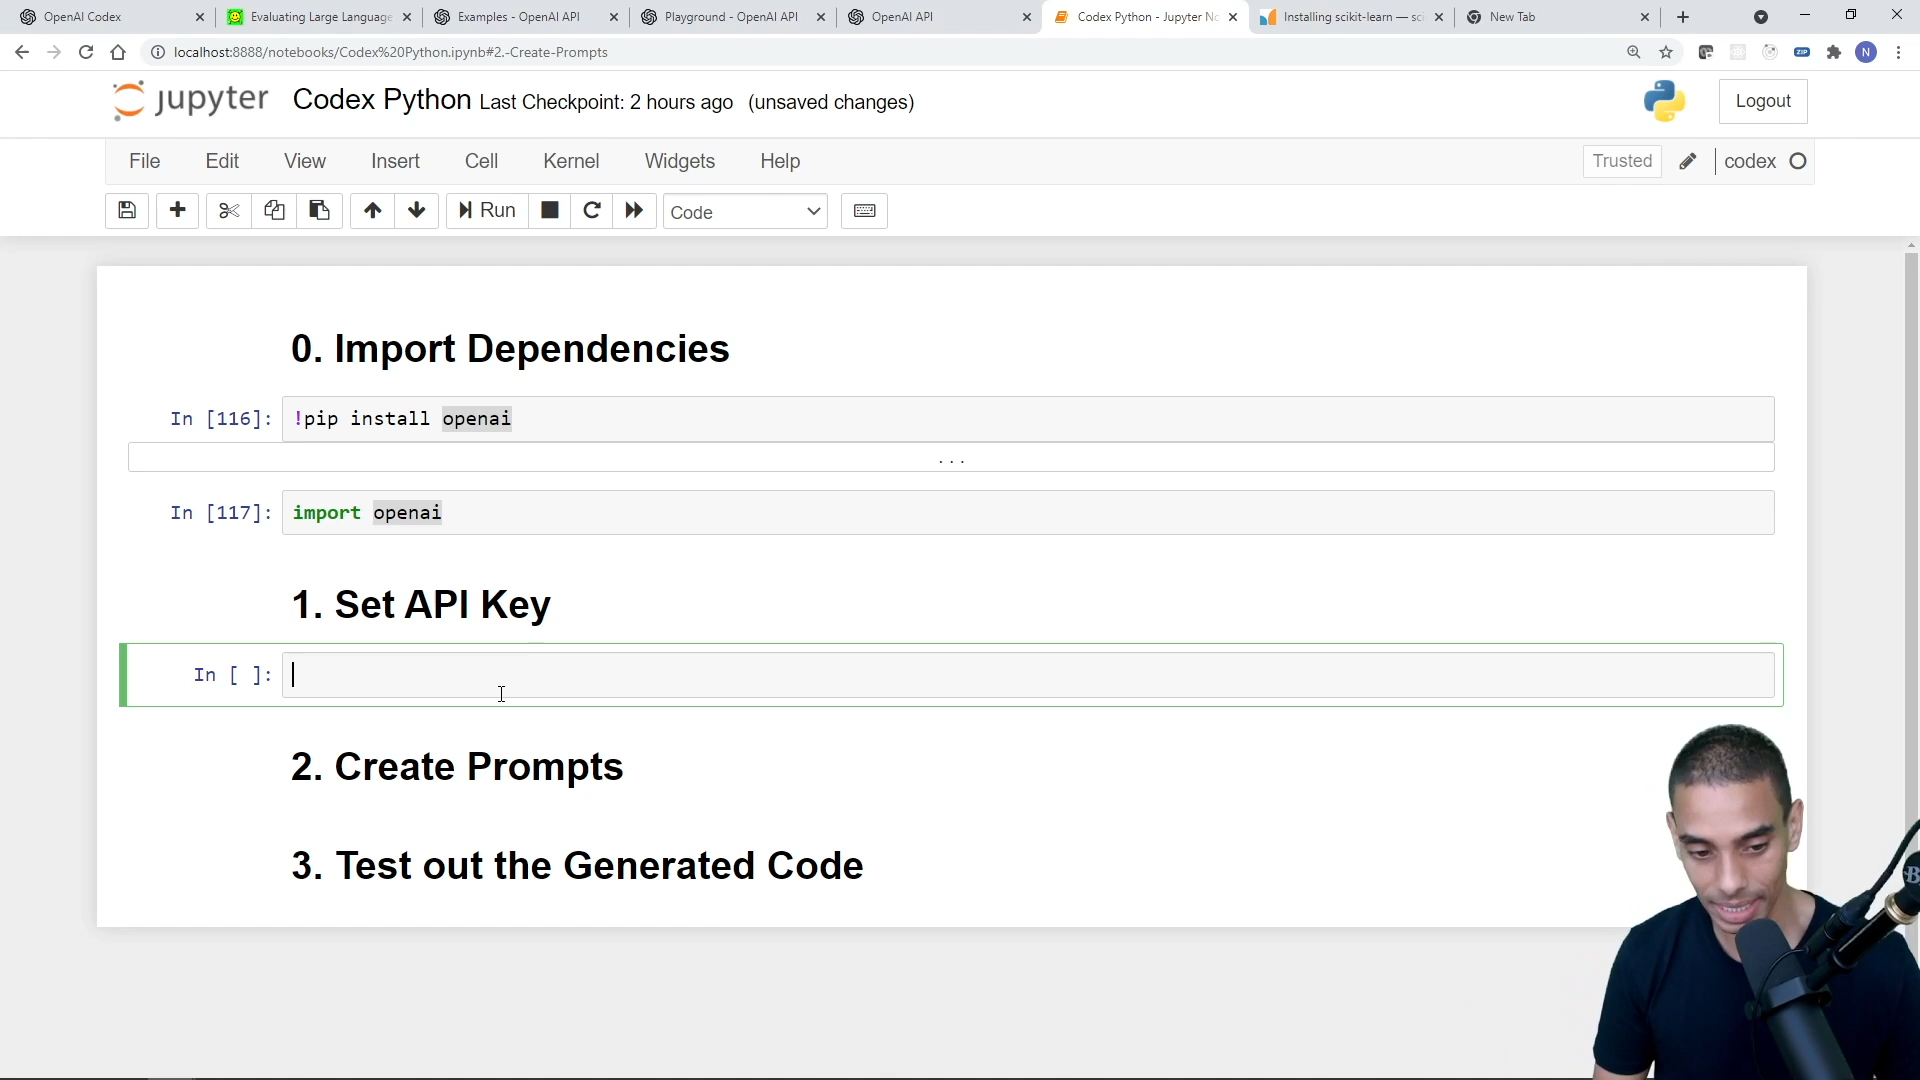 OpenAI Codex
Evaluating Large Language
Examples - OpenAI API
Playground - OpenAI API
OpenAI API
Codex Python - Jupyter No
Installing scikit-learn — sci
New Tab
localhost:8888/notebooks/Codex%20Python.ipynb#2.-Create-Prompts
ZIP
N
jupyter
Codex Python Last Checkpoint: 2 hours ago (unsaved changes)
Logout
File Edit View Insert Cell Kernel Widgets Help
Trusted
codex
Run
Code
0. Import Dependencies
In [116]: !pip install openai
...
In [117]: import openai
1. Set API Key
In [ ]:
2. Create Prompts
3. Test out the Generated Code
B